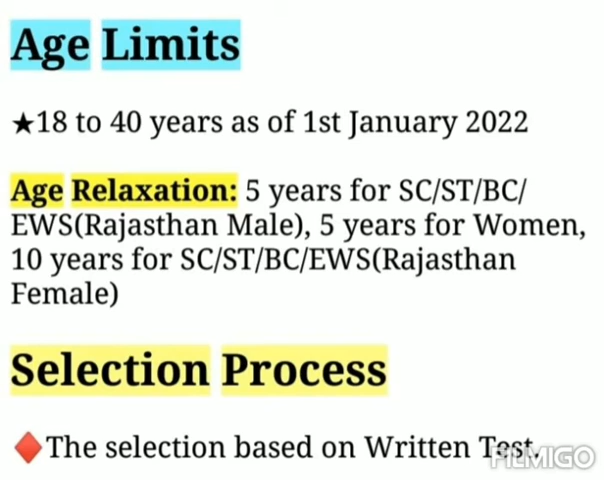 Age Limits
★18 to 40 years as of 1st January 2022
Age Relaxation: 5 years for SC/ST/BC/
EWS(Rajasthan Male), 5 years for Women,
10 years for SC/ST/BC/EWS(Rajasthan
Female)
Selection Process
♦The selection based on Written Test.
FILMIGO